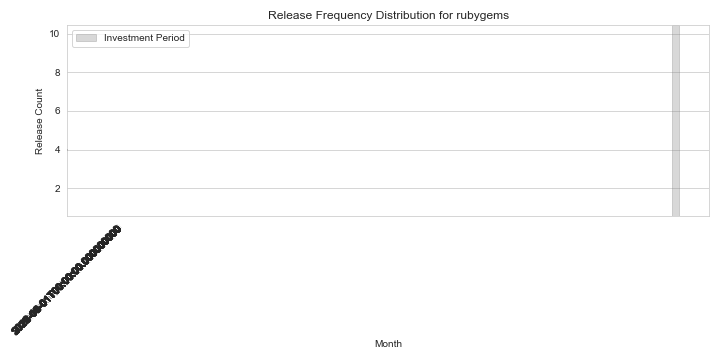 Release Frequency Distribution for rubygems
Investment Period
10
8
6
4
2
Release Count
Month